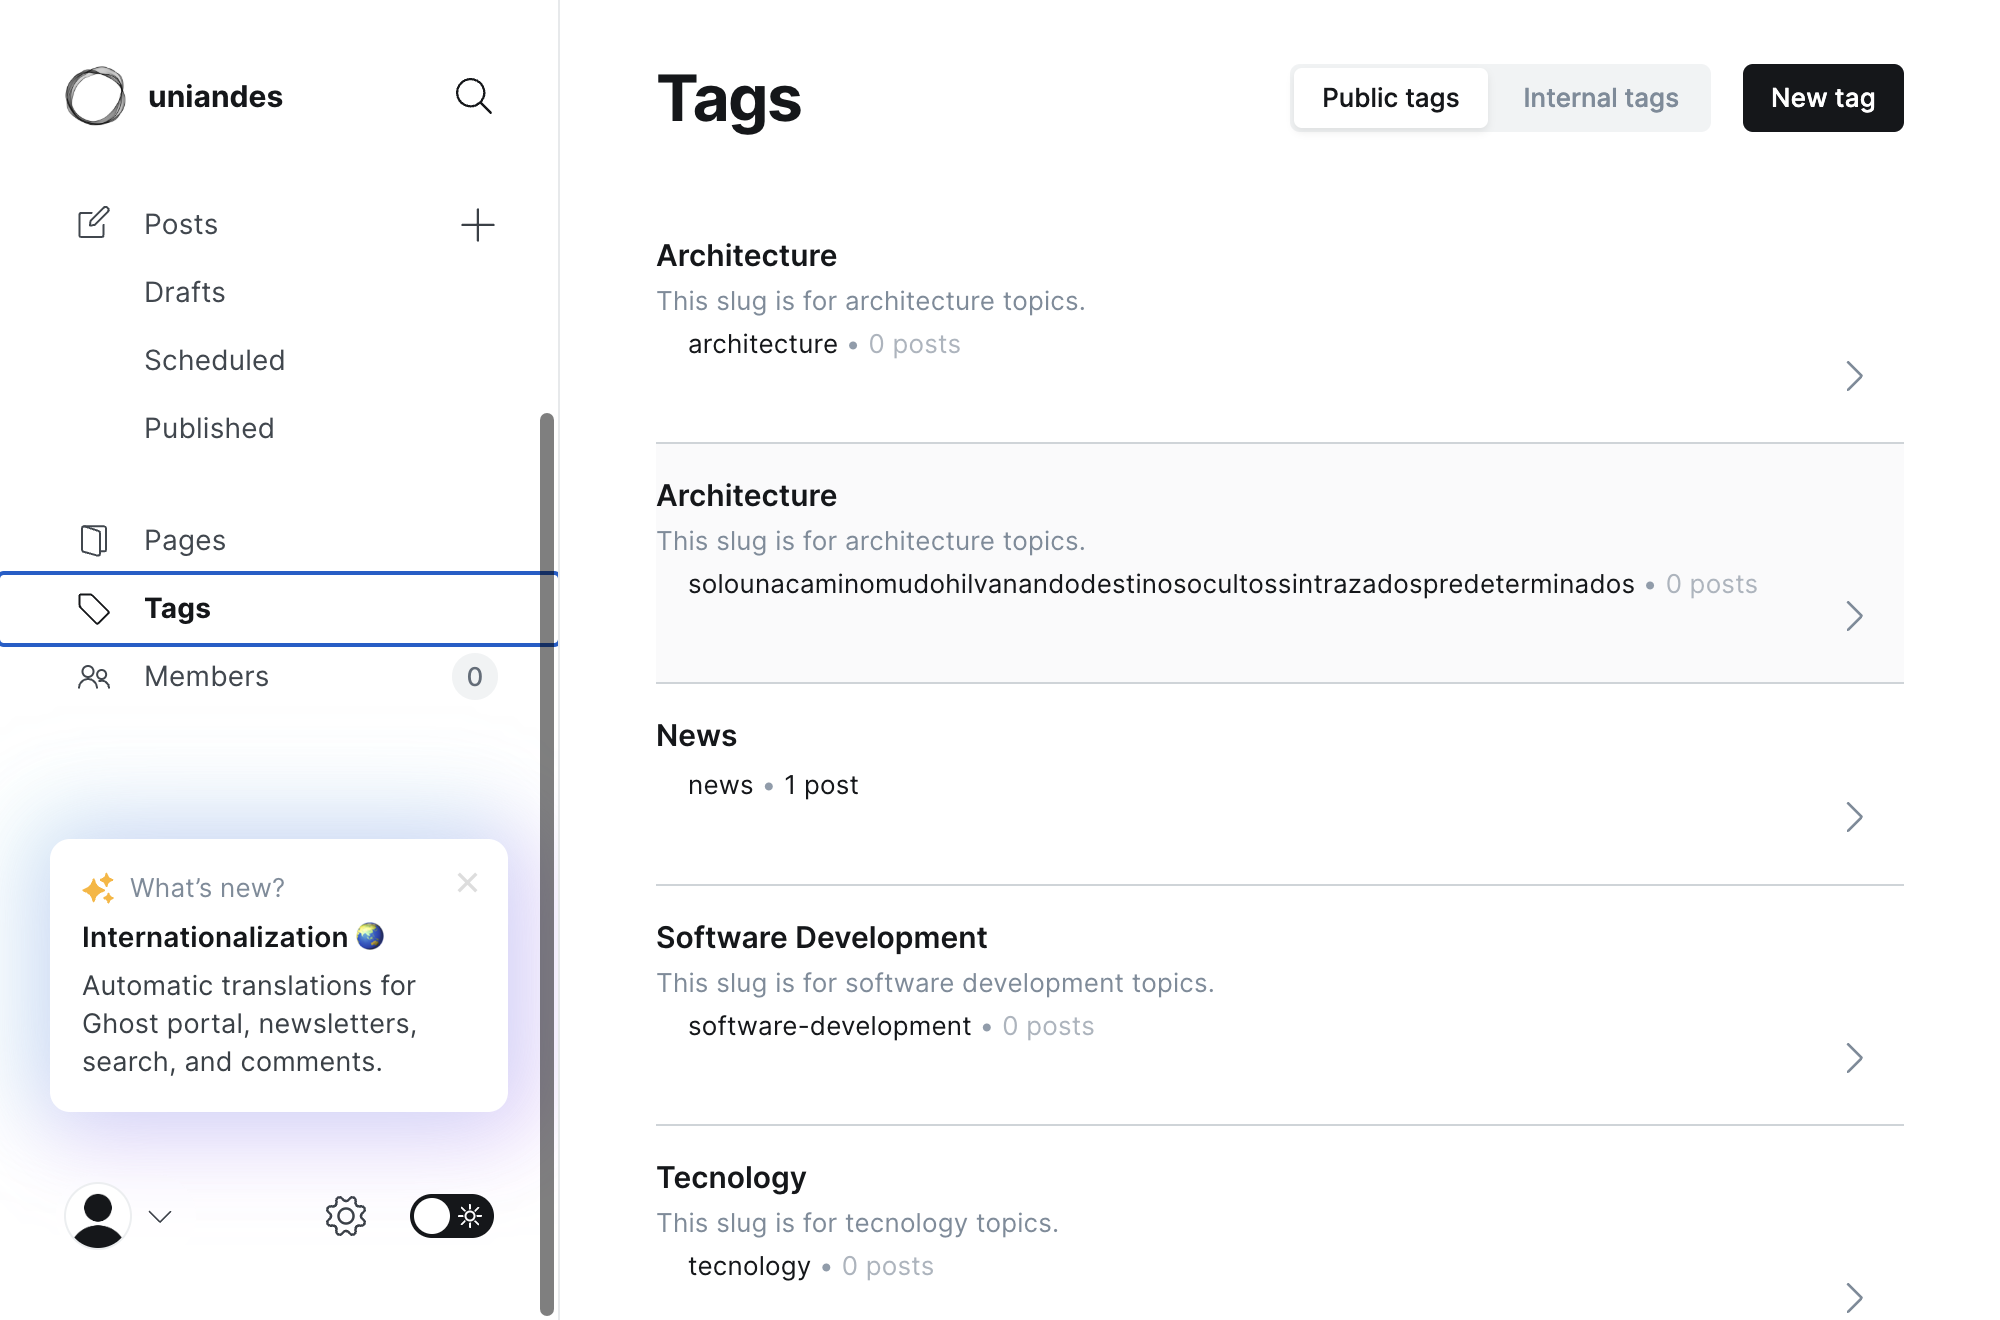 uniandes
Posts
Drafts
Scheduled
Published
Pages
Tags
Members 0
What’s new?
Internationalization
Automatic translations for
Ghost portal, newsletters,
search, and comments.
Tags
Public tags Internal tags New tag
Architecture
This slug is for architecture topics.
architecture • 0 posts
Architecture
This slug is for architecture topics.
solounacaminomudohilvanandodestinosocultossintrazadospredeterminados • 0 posts
News
news • 1 post
Software Development
This slug is for software development topics.
software-development • 0 posts
Tecnology
This slug is for tecnology topics.
tecnology • 0 posts